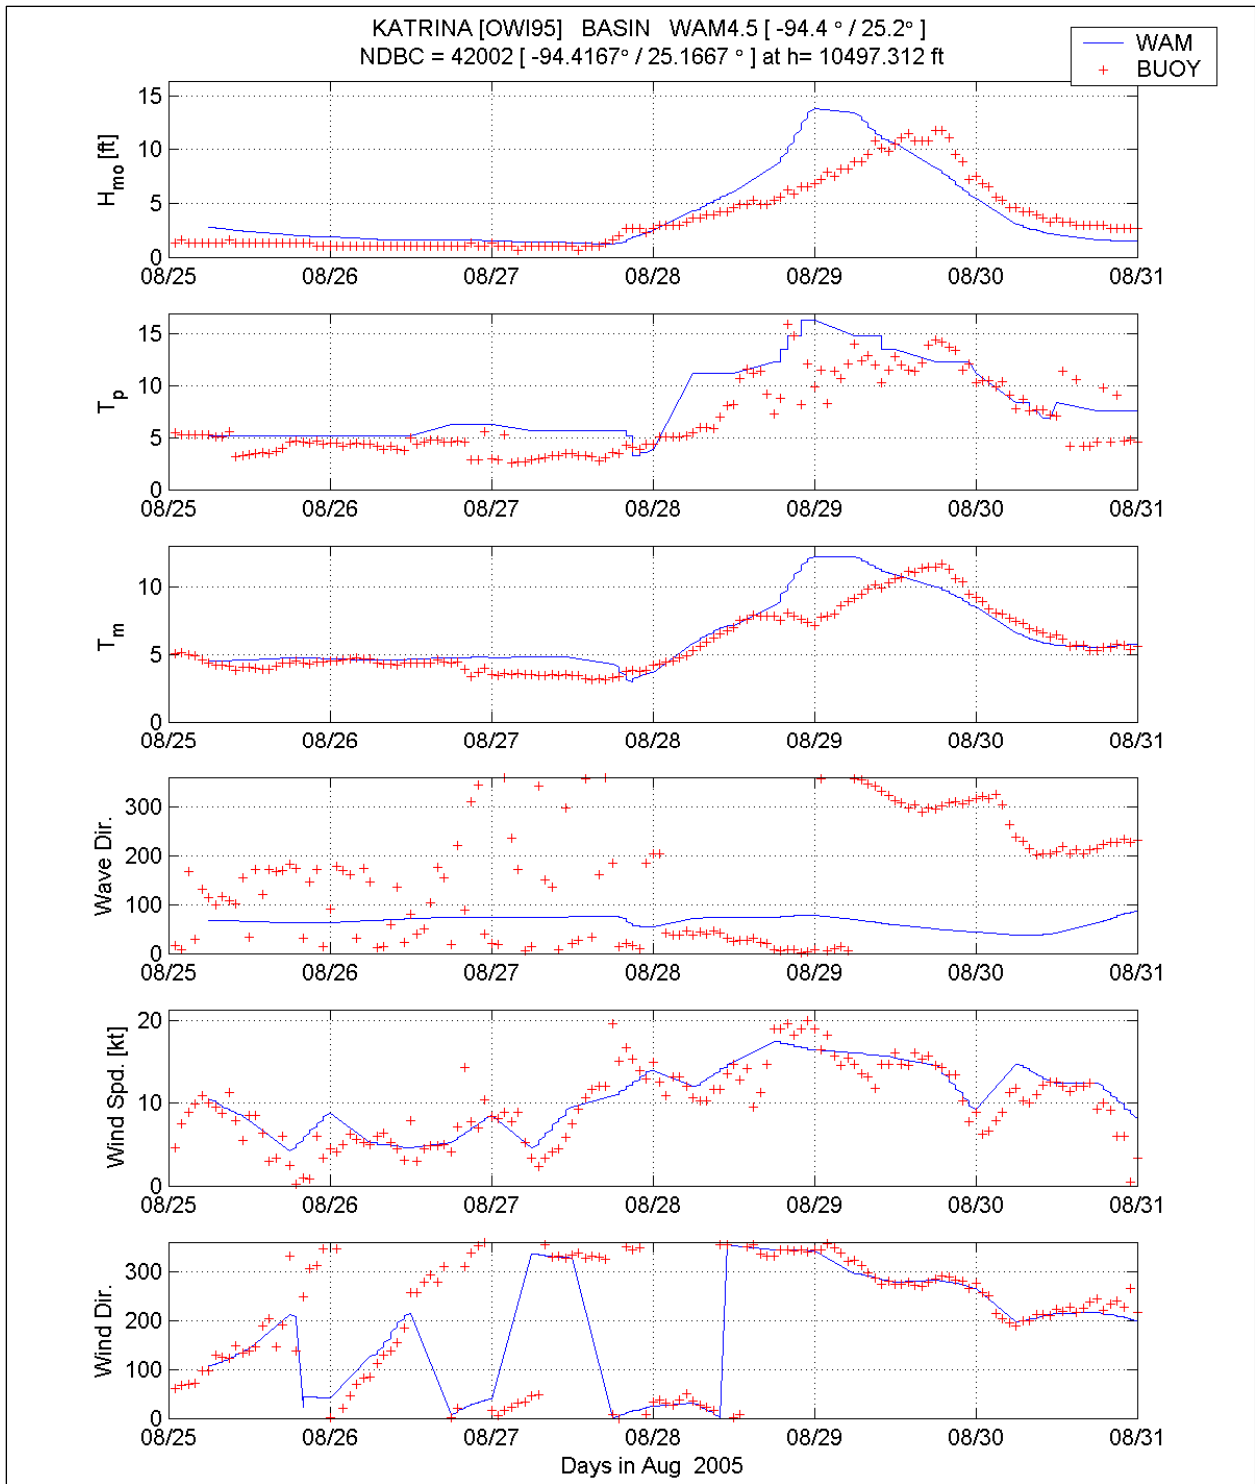 KATRINA [OWI95] BASIN WAM4.5 [ -94.4 ° / 25.2° ]
NDBC = 42002 [ -94.4167° / 25.1667 ° ] at h= 10497.312 ft
WAM
BUOY
15
10
5
0
H_mo [ft]
08/25 08/26 08/27 08/28 08/29 08/30 08/31
15
10
5
0
T_p
08/25 08/26 08/27 08/28 08/29 08/30 08/31
10
5
0
T_m
08/25 08/26 08/27 08/28 08/29 08/30 08/31
300
200
100
0
Wave Dir.
08/25 08/26 08/27 08/28 08/29 08/30 08/31
20
10
0
Wind Spd. [kt]
08/25 08/26 08/27 08/28 08/29 08/30 08/31
300
200
100
0
Wind Dir.
08/25 08/26 08/27 08/28 08/29 08/30 08/31
Days in Aug 2005